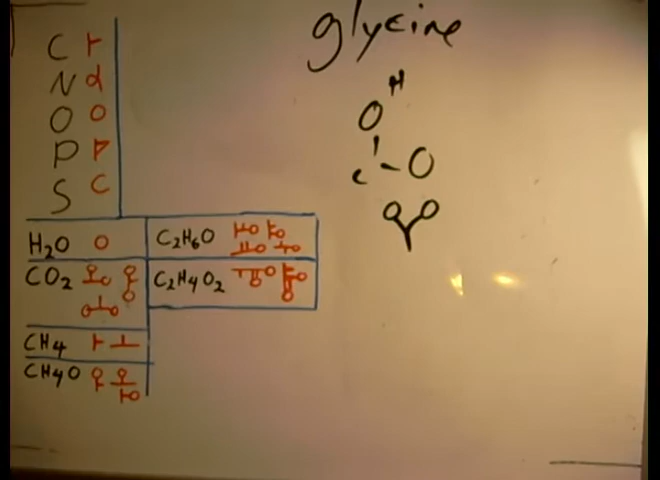 glycine
C
N
O
P
S
H
O
C - O
H₂O
C₂H₆O
CO₂
C₂H₄O₂
CH₄
CH₄O